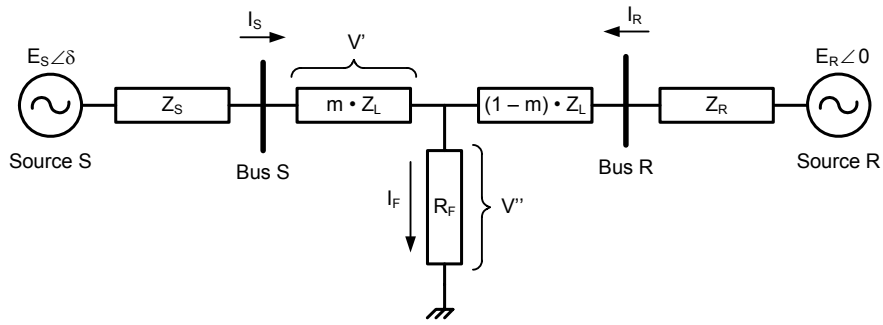 I_S
I_R
V'
E_S∠δ
E_R∠0
Z_S
m • Z_L
(1 – m) • Z_L
Z_R
Source S
Bus S
Bus R
Source R
I_F
R_F
V''